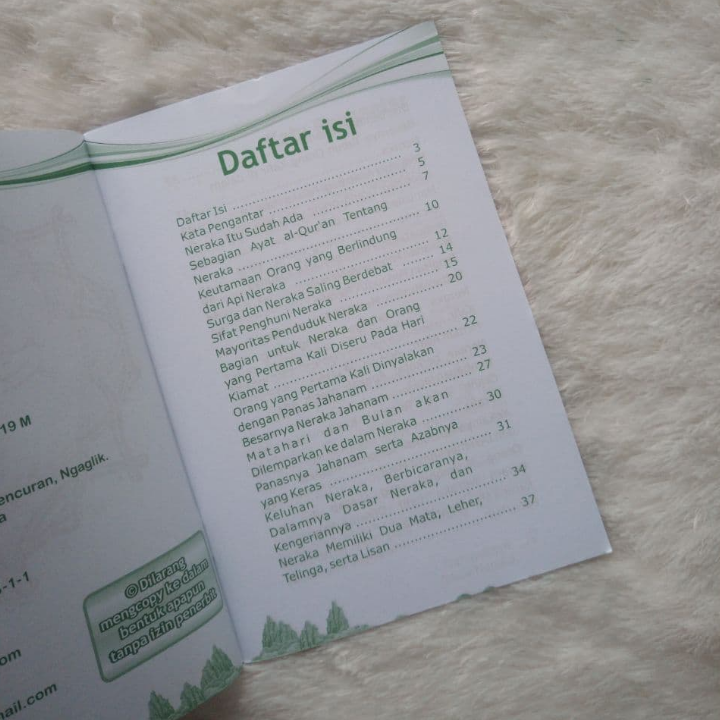 19 M
encuran, Ngaglik.
a
-1-1
om
ail.com
© Dilarang
mengcopy ke dalam
bentuk apapun
tanpa izin penerbit
Daftar isi
Daftar Isi ........ 3
Kata Pengantar ........ 5
Neraka Itu Sudah Ada ........ 7
Sebagian Ayat al-Qur'an Tentang
Neraka ........ 10
Keutamaan Orang yang Berlindung
dari Api Neraka ........ 12
Surga dan Neraka Saling Berdebat ........ 14
Sifat Penghuni Neraka ........ 15
Mayoritas Penduduk Neraka ........ 20
Bagian untuk Neraka dan Orang
yang Pertama Kali Diseru Pada Hari
Kiamat ........ 22
Orang yang Pertama Kali Dinyalakan
dengan Panas Jahanam ........ 23
Besarnya Neraka Jahanam ........ 27
Matahari dan Bulan akan
Dilemparkan ke dalam Neraka ........ 30
Panasnya Jahanam serta Azabnya
yang Keras ........ 31
Keluhan Neraka, Berbicaranya,
Dalamnya Dasar Neraka, dan
Kengeriannya ........ 34
Neraka Memiliki Dua Mata, Leher,
Telinga, serta Lisan ........ 37